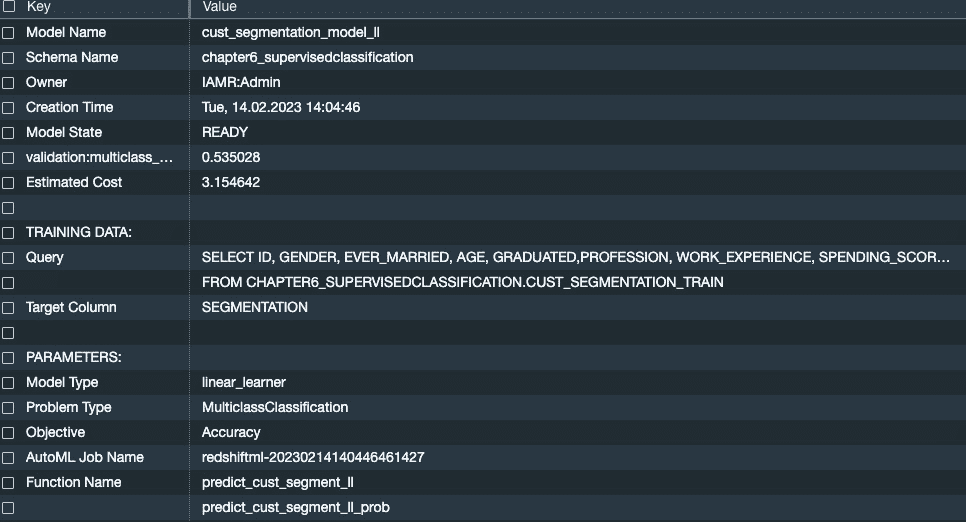 Key Value
Model Name cust_segmentation_model_ll
Schema Name chapter6_supervisedclassification
Owner IAMR:Admin
Creation Time Tue, 14.02.2023 14:04:46
Model State READY
validation:multiclass_... 0.535028
Estimated Cost 3.154642
TRAINING DATA:
Query SELECT ID, GENDER, EVER_MARRIED, AGE, GRADUATED,PROFESSION, WORK_EXPERIENCE, SPENDING_SCOR...
FROM CHAPTER6_SUPERVISEDCLASSIFICATION.CUST_SEGMENTATION_TRAIN
Target Column SEGMENTATION
PARAMETERS:
Model Type linear_learner
Problem Type MulticlassClassification
Objective Accuracy
AutoML Job Name redshiftml-20230214140446461427
Function Name predict_cust_segment_ll
predict_cust_segment_ll_prob